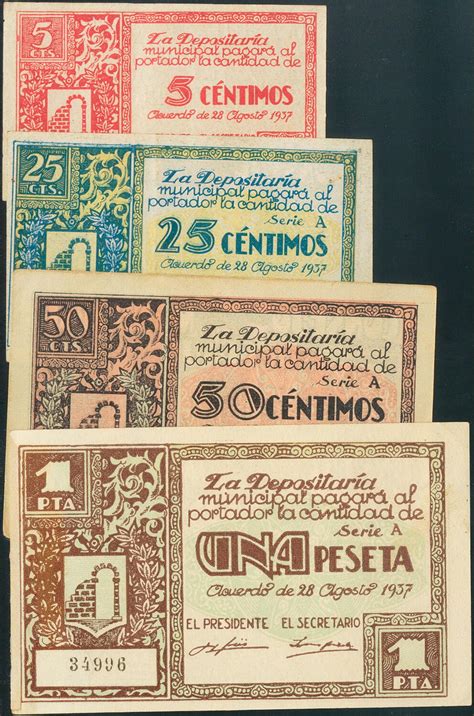 5
CTS.
La Depositaría
municipal pagará al
portador la cantidad de
5 CÉNTIMOS
Acuerdo de 28 Agosto 1937
25
CTS.
La Depositaría
municipal pagará al
portador la cantidad de
Serie A
25 CÉNTIMOS
Acuerdo de 28 Agosto 1937
50
CTS.
La Depositaría
municipal pagará al
portador la cantidad de
Serie A
50 CÉNTIMOS
1
PTA
La Depositaría
municipal pagará al
portador la cantidad de
Serie A
UNA PESETA
Acuerdo de 28 Agosto 1937
EL PRESIDENTE EL SECRETARIO
34996
1
PTA